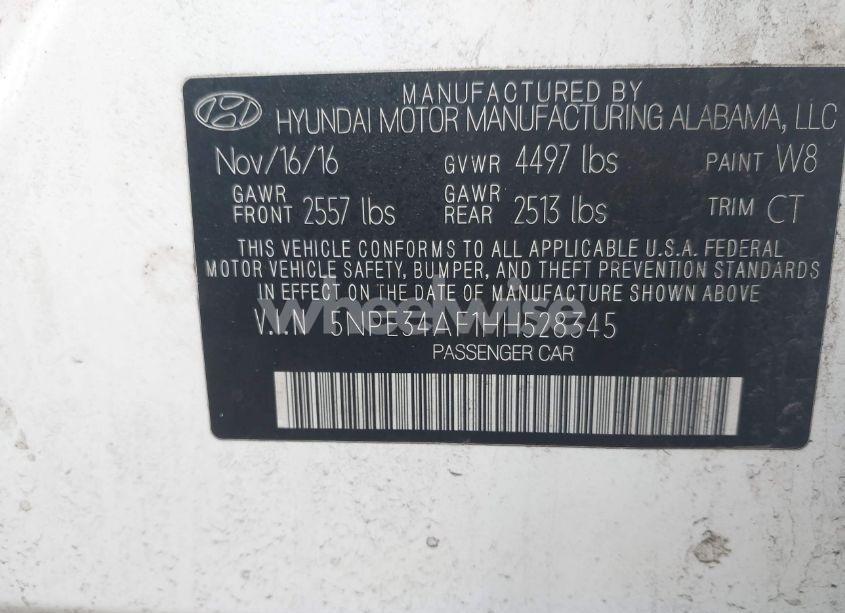 MANUFACTURED BY
HYUNDAI MOTOR MANUFACTURING ALABAMA, LLC
Nov/16/16 GVWR 4497 lbs PAINT W8
GAWR FRONT 2557 lbs GAWR REAR 2513 lbs TRIM CT
THIS VEHICLE CONFORMS TO ALL APPLICABLE U.S.A. FEDERAL
MOTOR VEHICLE SAFETY, BUMPER, AND THEFT PREVENTION STANDARDS
IN EFFECT ON THE DATE OF MANUFACTURE SHOWN ABOVE
wheelwise
V.I.N
PASSENGER CAR